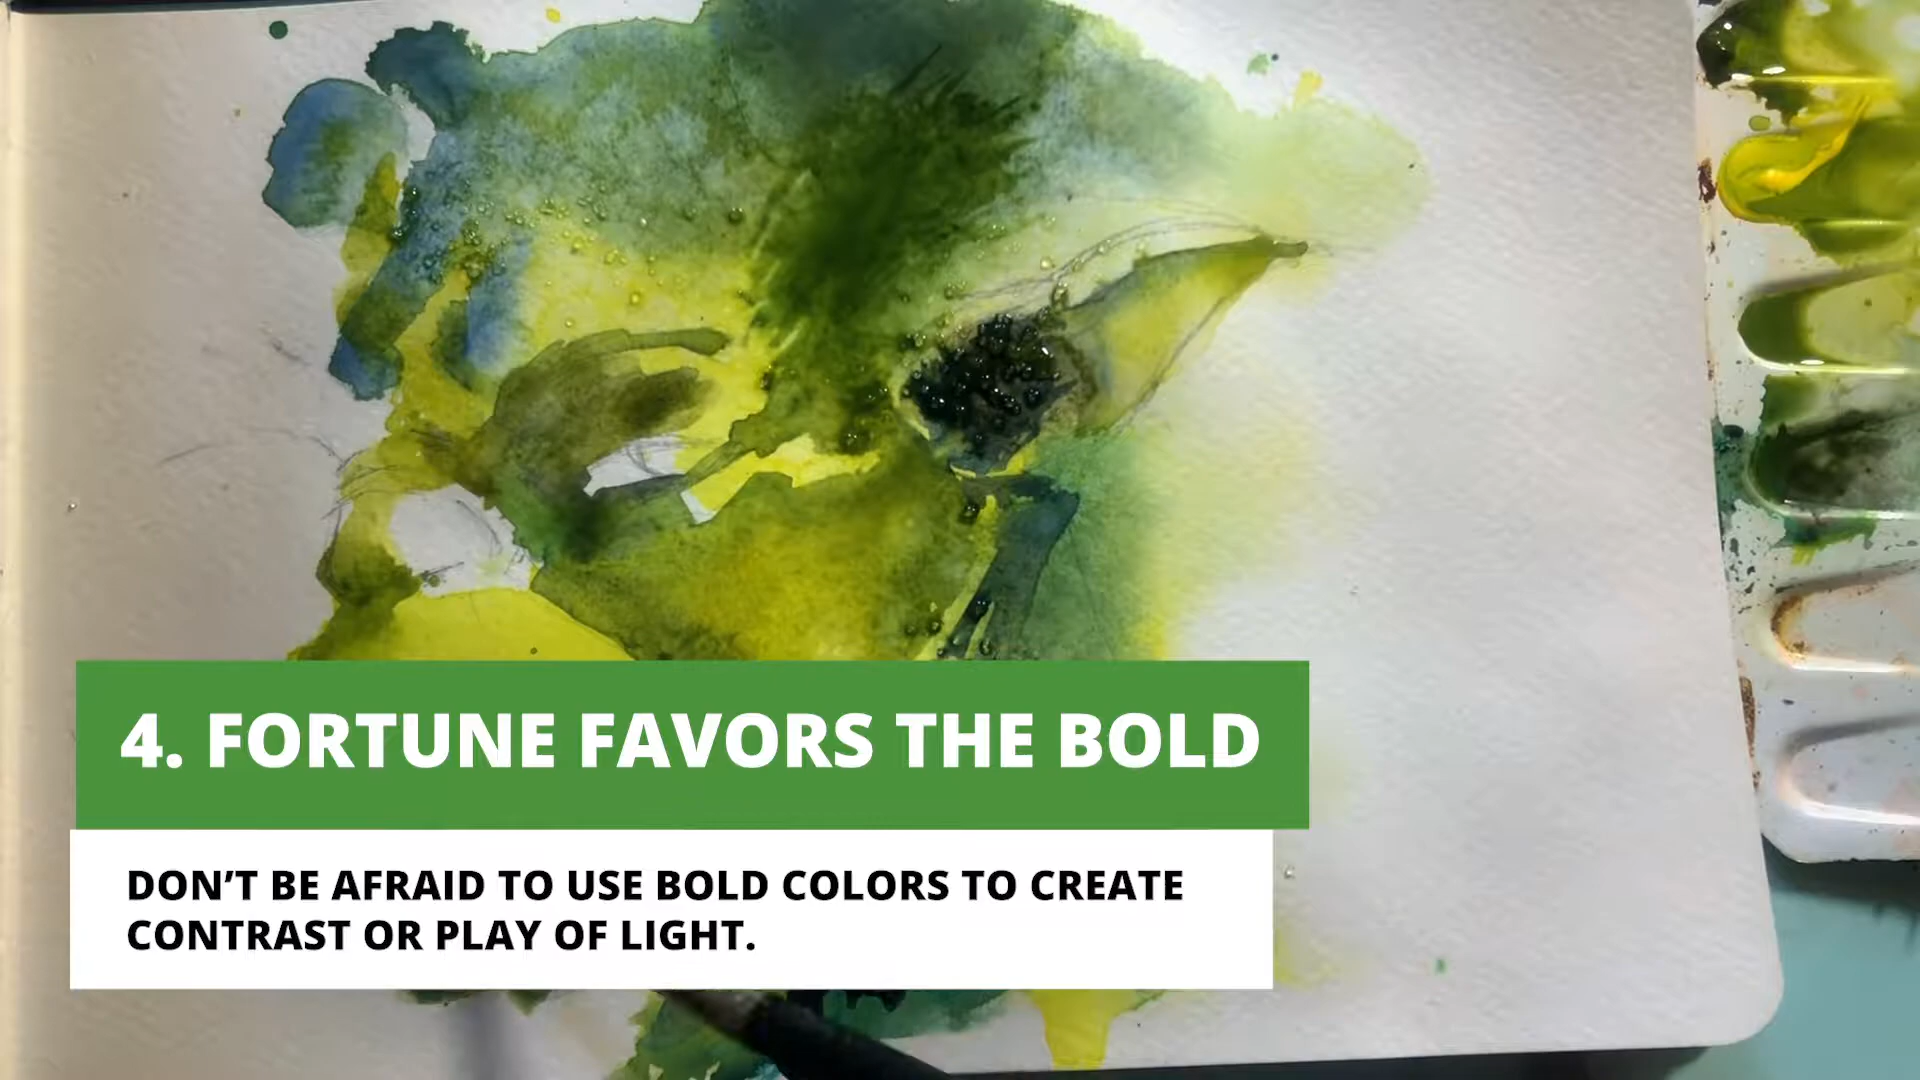 4. FORTUNE FAVORS THE BOLD
DON’T BE AFRAID TO USE BOLD COLORS TO CREATE
CONTRAST OR PLAY OF LIGHT.